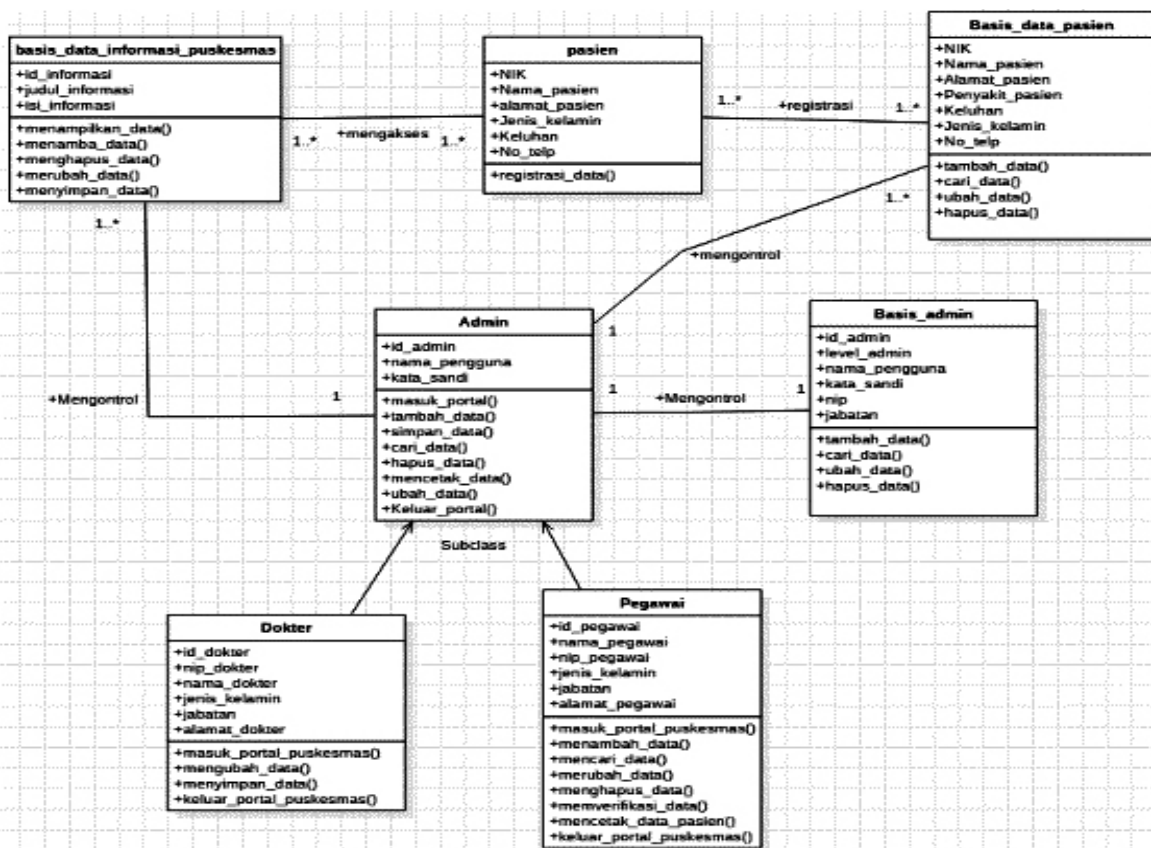 basis_data_informasi_puskesmas
+id_informasi
+judul_informasi
+isi_informasi
+menampilkan_data()
+menamba_data()
+menghapus_data()
+merubah_data()
+menyimpan_data()
1..*
+mengakses
1..*
pasien
+NIK
+Nama_pasien
+alamat_pasien
+Jenis_kelamin
+Keluhan
+No_telp
+registrasi_data()
1..*
+registrasi
1..*
Basis_data_pasien
+NIK
+Nama_pasien
+Alamat_pasien
+Penyakit_pasien
+Keluhan
+Jenis_kelamin
+No_telp
+tambah_data()
+cari_data()
+ubah_data()
+hapus_data()
1..*
+Mengontrol
1
1..*
+mengontrol
1
Admin
+id_admin
+nama_pengguna
+kata_sandi
+masuk_portal()
+tambah_data()
+simpan_data()
+cari_data()
+hapus_data()
+mencetak_data()
+ubah_data()
+Keluar_portal()
1
+Mengontrol
1
Basis_admin
+id_admin
+level_admin
+nama_pengguna
+kata_sandi
+nip
+jabatan
+tambah_data()
+cari_data()
+ubah_data()
+hapus_data()
Subclass
Dokter
+id_dokter
+nip_dokter
+nama_dokter
+jenis_kelamin
+jabatan
+alamat_dokter
+masuk_portal_puskesmas()
+mengubah_data()
+menyimpan_data()
+keluar_portal_puskesmas()
Pegawai
+id_pegawai
+nama_pegawai
+nip_pegawai
+jenis_kelamin
+jabatan
+alamat_pegawai
+masuk_portal_puskesmas()
+menambah_data()
+mencari_data()
+merubah_data()
+menghapus_data()
+memverifikasi_data()
+mencetak_data_pasien()
+keluar_portal_puskesmas()